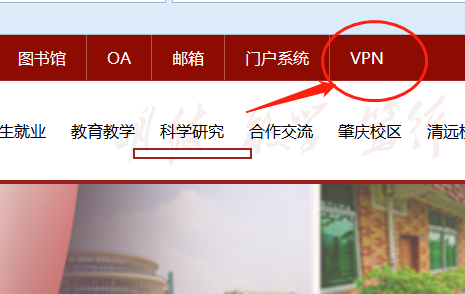 图书馆 OA 邮箱 门户系统 VPN
生就业 教育教学 科学研究 合作交流 肇庆校区 清远校